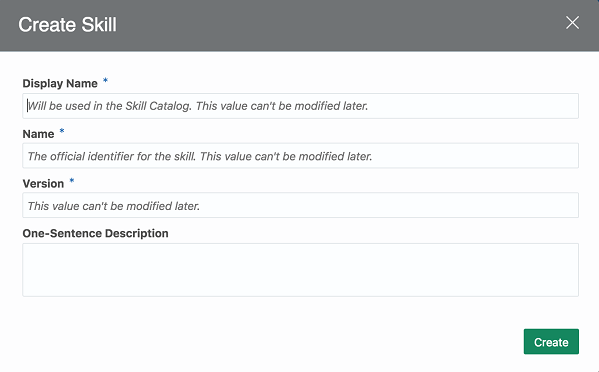 Create Skill
Display Name *
Will be used in the Skill Catalog. This value can't be modified later.
Name *
The official identifier for the skill. This value can't be modified later.
Version *
This value can't be modified later.
One-Sentence Description
Create